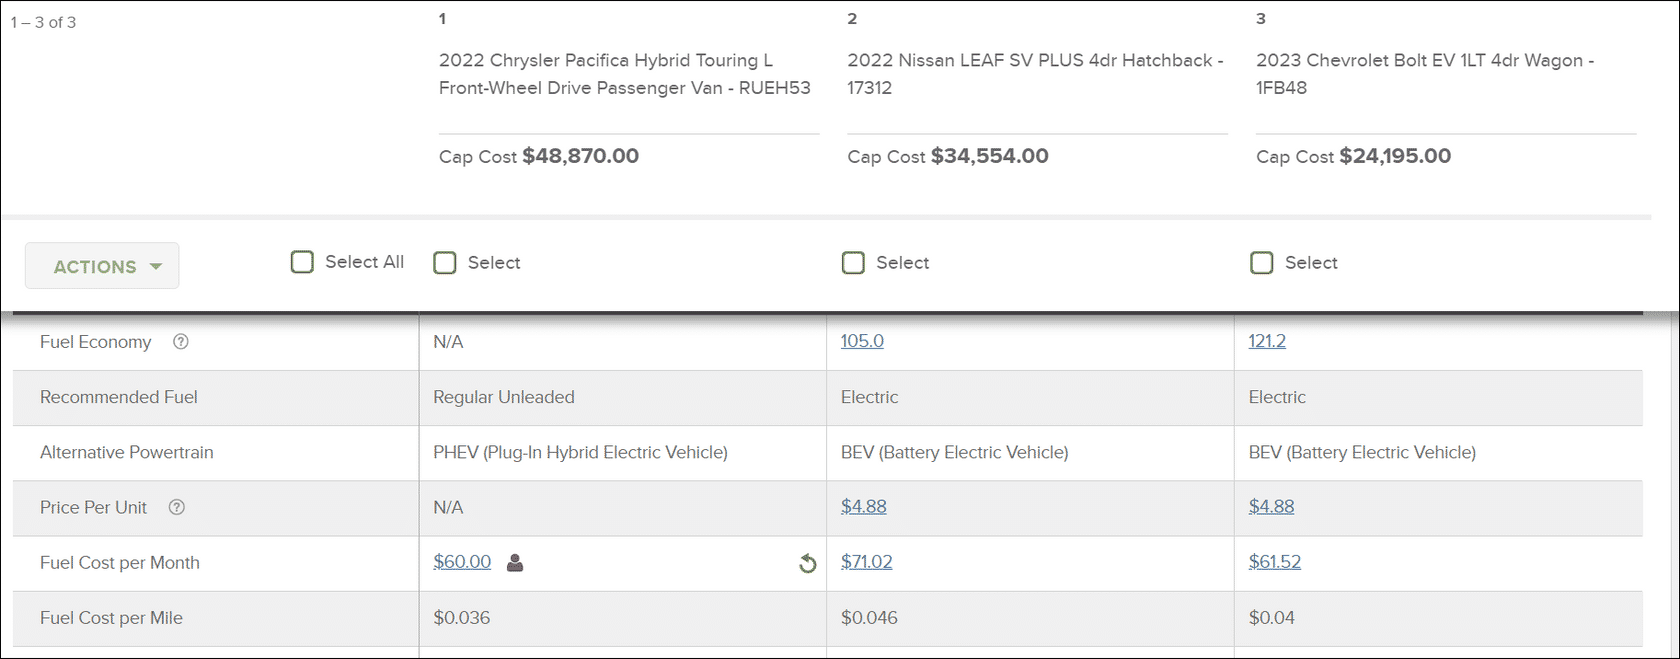 1 – 3 of 3
1
2022 Chrysler Pacifica Hybrid Touring L
Front-Wheel Drive Passenger Van - RUEH53
Cap Cost $48,870.00
2
2022 Nissan LEAF SV PLUS 4dr Hatchback -
17312
Cap Cost $34,554.00
3
2023 Chevrolet Bolt EV 1LT 4dr Wagon -
1FB48
Cap Cost $24,195.00
ACTIONS
Select All
Select
Select
Select
Fuel Economy ? N/A 105.0 121.2
Recommended Fuel Regular Unleaded Electric Electric
Alternative Powertrain PHEV (Plug-In Hybrid Electric Vehicle) BEV (Battery Electric Vehicle) BEV (Battery Electric Vehicle)
Price Per Unit ? N/A $4.88 $4.88
Fuel Cost per Month $60.00 $71.02 $61.52
Fuel Cost per Mile $0.036 $0.046 $0.04